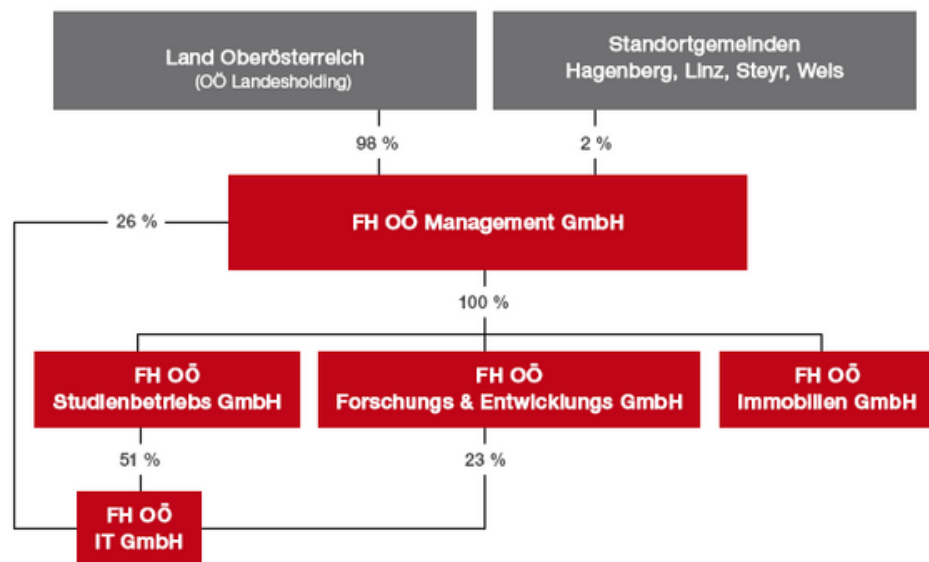 Land Oberösterreich
(OÖ Landesholding)
Standortgemeinden
Hagenberg, Linz, Steyr, Wels
98 %
2 %
26 %
FH OÖ Management GmbH
100 %
FH OÖ
Studienbetriebs GmbH
FH OÖ
Forschungs & Entwicklungs GmbH
FH OÖ
Immobilien GmbH
51 %
23 %
FH OÖ
IT GmbH